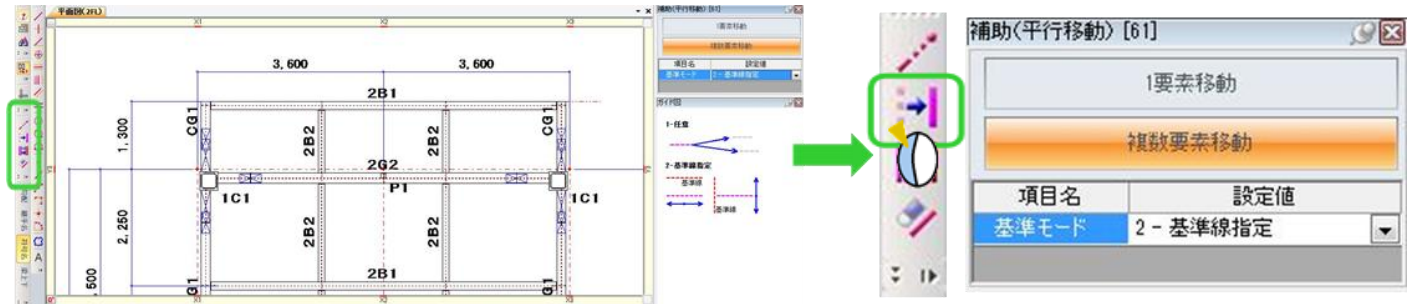 平面図(2FL)
X1
X2
X3
3,600
3,600
2B1
CG1
CG1
1,300
2B2
2B2
2G2
P1
1C1
1C1
2,250
2B2
2B2
2B1
,500
G1
G1
X1
X2
X3
補助(平行移動) [61]
1要素移動
複数要素移動
項目名
設定値
基準モード
2 - 基準線指定
ガイド図
1-任意
2-基準線指定
基準線
基準線
補助(平行移動) [61]
1要素移動
複数要素移動
項目名
設定値
基準モード
2 - 基準線指定